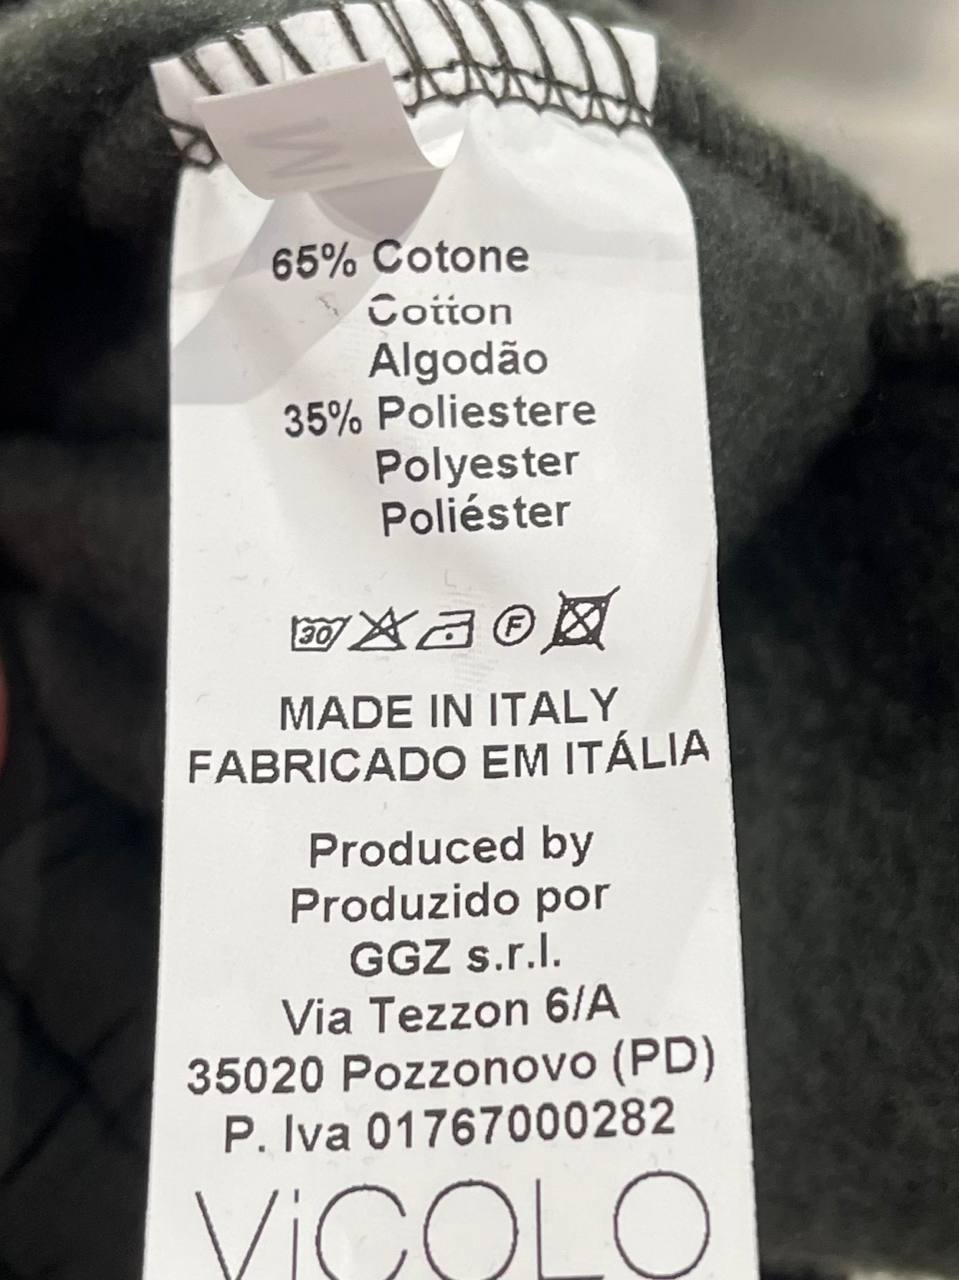 M
65% Cotone
Cotton
Algodão
35% Poliestere
Polyester
Poliéster
30 F
MADE IN ITALY
FABRICADO EM ITÁLIA
Produced by
Produzido por
GGZ s.r.l.
Via Tezzon 6/A
35020 Pozzonovo (PD)
P. Iva 01767000282
ViCOLO